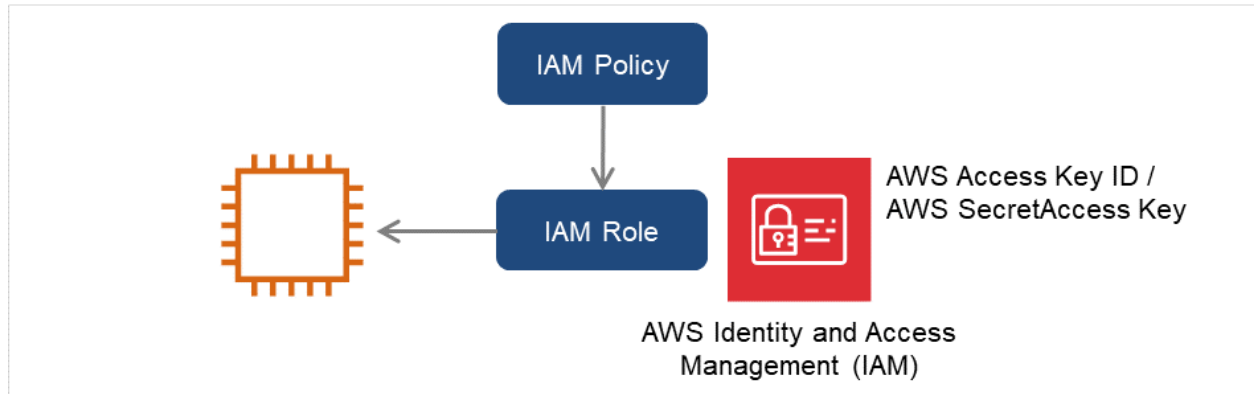 IAM Policy
IAM Role
AWS Access Key ID /
AWS SecretAccess Key
AWS Identity and Access
Management (IAM)